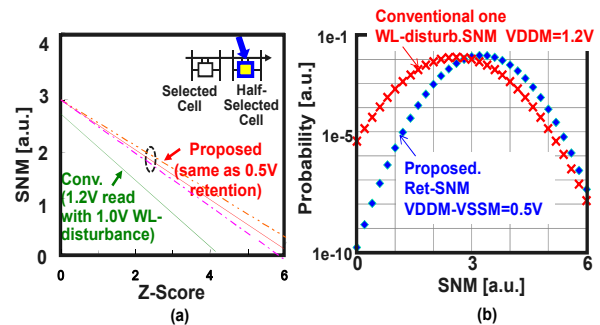 4
3
2
1
0
SNM [a.u.]
Selected
Cell
Half-
Selected
Cell
Proposed
(same as 0.5V
retention)
Conv.
(1.2V read
with 1.0V WL-
disturbance)
0
2
4
6
Z-Score
(a)
1e-1
1e-5
1e-10
Probability [a.u.]
Conventional one
WL-disturb.SNM VDDM=1.2V
Proposed.
Ret-SNM
VDDM-VSSM=0.5V
0
3
6
SNM [a.u.]
(b)